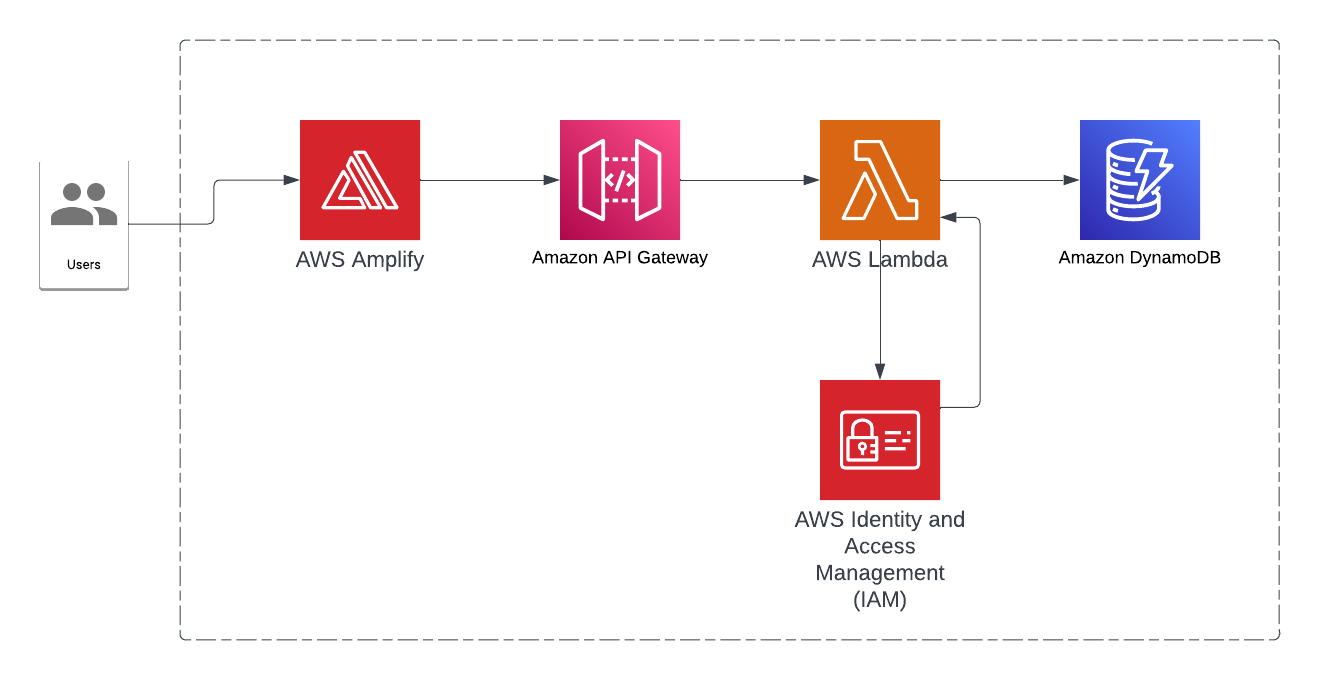 Users
AWS Amplify
Amazon API Gateway
AWS Lambda
Amazon DynamoDB
AWS Identity and
Access
Management
(IAM)